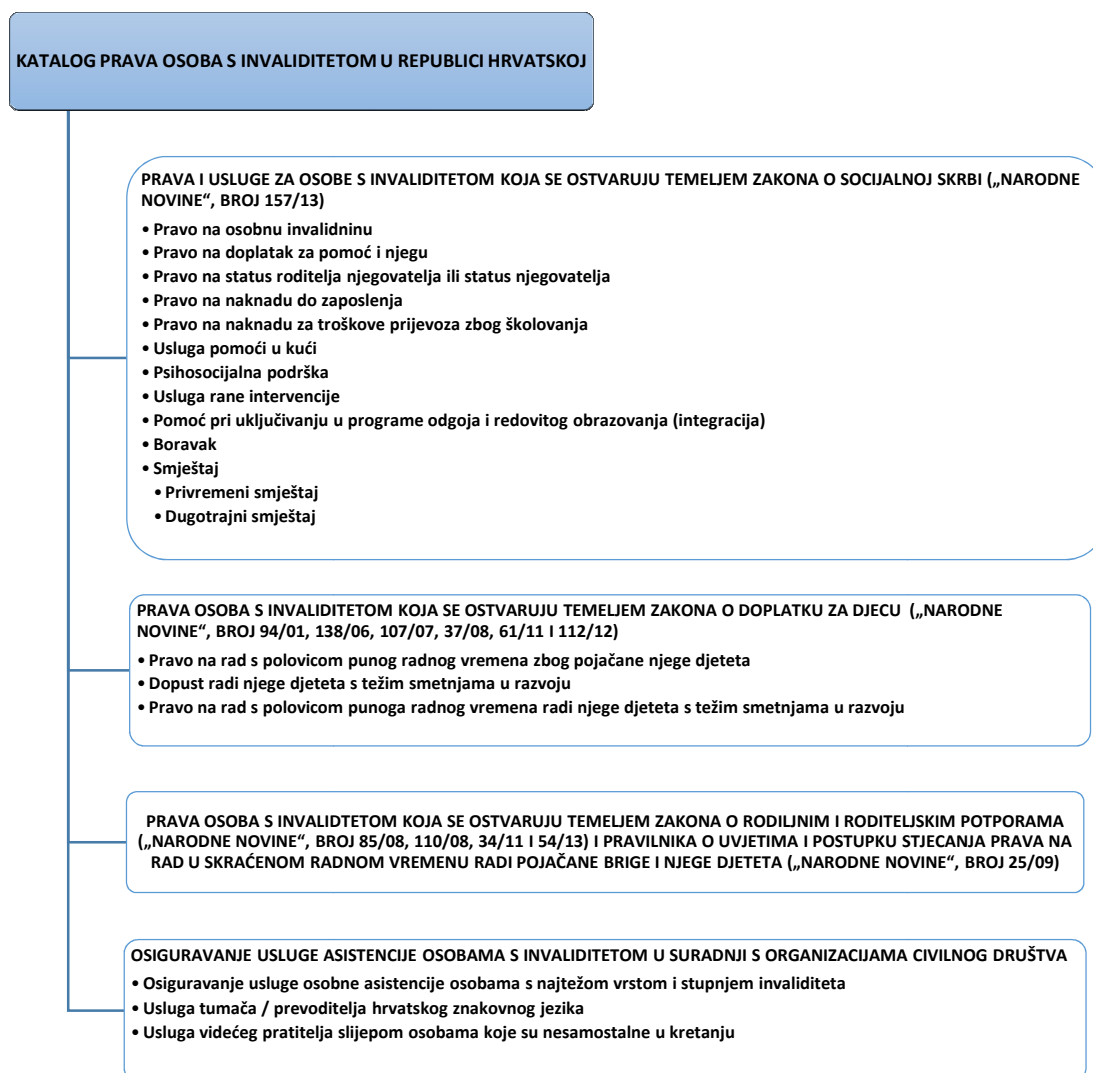 KATALOG PRAVA OSOBA S INVALIDITETOM U REPUBLICI HRVATSKOJ
PRAVA I USLUGE ZA OSOBE S INVALIDITETOM KOJA SE OSTVARUJU TEMELJEM ZAKONA O SOCIJALNOJ SKRBI („NARODNE
NOVINE“, BROJ 157/13)
• Pravo na osobnu invalidninu
• Pravo na doplatak za pomoć i njegu
• Pravo na status roditelja njegovatelja ili status njegovatelja
• Pravo na naknadu do zaposlenja
• Pravo na naknadu za troškove prijevoza zbog školovanja
• Usluga pomoći u kući
• Psihosocijalna podrška
• Usluga rane intervencije
• Pomoć pri uključivanju u programe odgoja i redovitog obrazovanja (integracija)
• Boravak
• Smještaj
• Privremeni smještaj
• Dugotrajni smještaj
PRAVA OSOBA S INVALIDITETOM KOJA SE OSTVARUJU TEMELJEM ZAKONA O DOPLATKU ZA DJECU („NARODNE
NOVINE“, BROJ 94/01, 138/06, 107/07, 37/08, 61/11 I 112/12)
• Pravo na rad s polovicom punog radnog vremena zbog pojačane njege djeteta
• Dopust radi njege djeteta s težim smetnjama u razvoju
• Pravo na rad s polovicom punoga radnog vremena radi njege djeteta s težim smetnjama u razvoju
PRAVA OSOBA S INVALIDTETOM KOJA SE OSTVARUJU TEMELJEM ZAKONA O RODILJNIM I RODITELJSKIM POTPORAMA
(„NARODNE NOVINE“, BROJ 85/08, 110/08, 34/11 I 54/13) I PRAVILNIKA O UVJETIMA I POSTUPKU STJECANJA PRAVA NA
RAD U SKRAĆENOM RADNOM VREMENU RADI POJAČANE BRIGE I NJEGE DJETETA („NARODNE NOVINE“, BROJ 25/09)
OSIGURAVANJE USLUGE ASISTENCIJE OSOBAMA S INVALIDITETOM U SURADNJI S ORGANIZACIJAMA CIVILNOG DRUŠTVA
• Osiguravanje usluge osobne asistencije osobama s najtežom vrstom i stupnjem invaliditeta
• Usluga tumača / prevoditelja hrvatskog znakovnog jezika
• Usluga videćeg pratitelja slijepom osobama koje su nesamostalne u kretanju